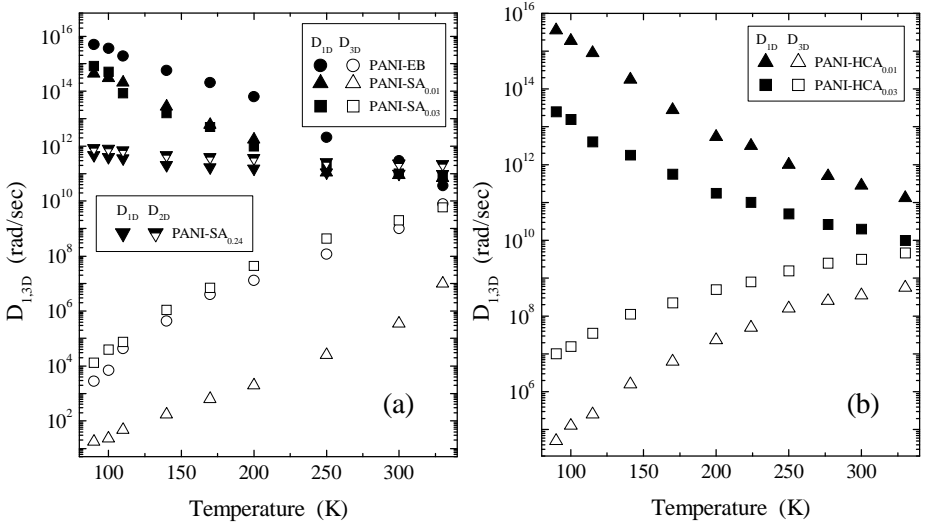 10^16
10^14
10^12
10^10
10^8
10^6
10^4
10^2
D_1,3D (rad/sec)
D_1D D_3D
PANI-EB
PANI-SA_0.01
PANI-SA_0.03
D_1D D_2D
PANI-SA_0.24
(a)
100 150 200 250 300
Temperature (K)
10^16
10^14
10^12
10^10
10^8
10^6
D_1,3D (rad/sec)
D_1D D_3D
PANI-HCA_0.01
PANI-HCA_0.03
(b)
100 150 200 250 300
Temperature (K)